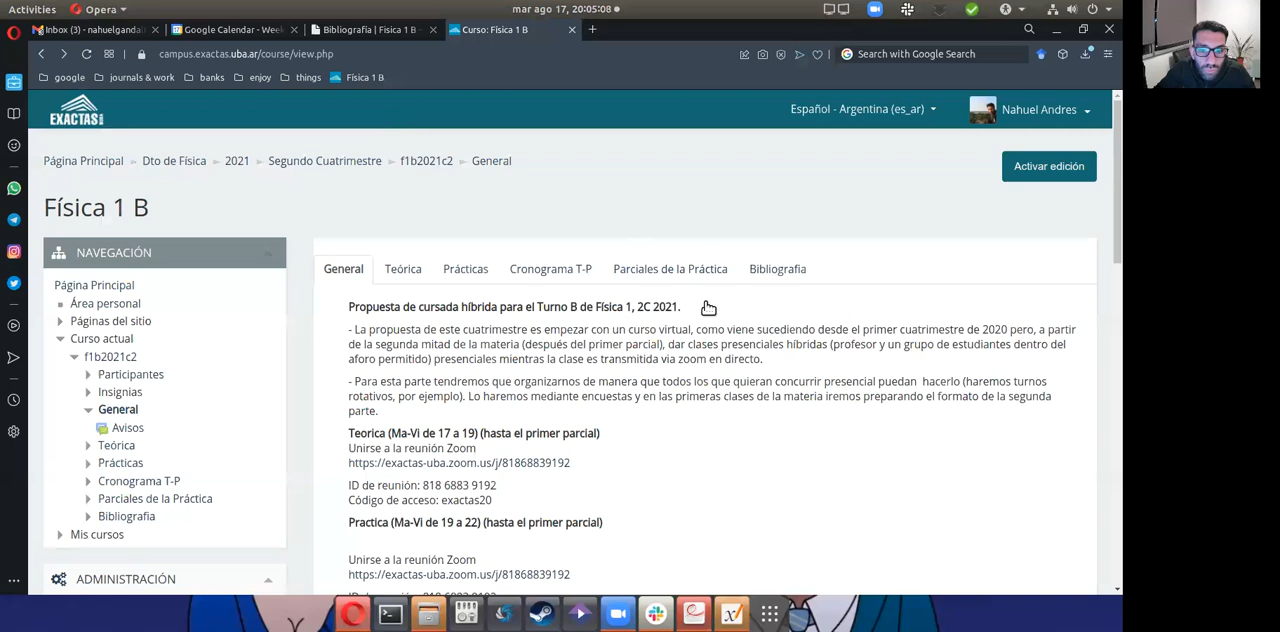 Activities
Opera
mar ago 17, 20:05:08
Inbox (3) - nahuelgandal
Google Calendar - Week
Bibliografía | Física 1 B
Curso: Física 1 B
campus.exactas.uba.ar/course/view.php
Search with Google Search
google
journals & work
banks
enjoy
things
Física 1 B
EXACTAS
Español - Argentina (es_ar)
Nahuel Andres
Página Principal
Dto de Física
2021
Segundo Cuatrimestre
f1b2021c2
General
Activar edición
Física 1 B
NAVEGACIÓN
Página Principal
Área personal
Páginas del sitio
Curso actual
f1b2021c2
Participantes
Insignias
General
Avisos
Teórica
Prácticas
Cronograma T-P
Parciales de la Práctica
Bibliografia
Mis cursos
ADMINISTRACIÓN
General
Teórica
Prácticas
Cronograma T-P
Parciales de la Práctica
Bibliografia
Propuesta de cursada híbrida para el Turno B de Física 1, 2C 2021.
- La propuesta de este cuatrimestre es empezar con un curso virtual, como viene sucediendo desde el primer cuatrimestre de 2020 pero, a partir
de la segunda mitad de la materia (después del primer parcial), dar clases presenciales híbridas (profesor y un grupo de estudiantes dentro del
aforo permitido) presenciales mientras la clase es transmitida via zoom en directo.
- Para esta parte tendremos que organizarnos de manera que todos los que quieran concurrir presencial puedan hacerlo (haremos turnos
rotativos, por ejemplo). Lo haremos mediante encuestas y en las primeras clases de la materia iremos preparando el formato de la segunda
parte.
Teorica (Ma-Vi de 17 a 19) (hasta el primer parcial)
Unirse a la reunión Zoom
https://exactas-uba.zoom.us/j/81868839192
ID de reunión: 818 6883 9192
Código de acceso: exactas20
Practica (Ma-Vi de 19 a 22) (hasta el primer parcial)
Unirse a la reunión Zoom
https://exactas-uba.zoom.us/j/81868839192
ID de reunión: 818 6883 9192